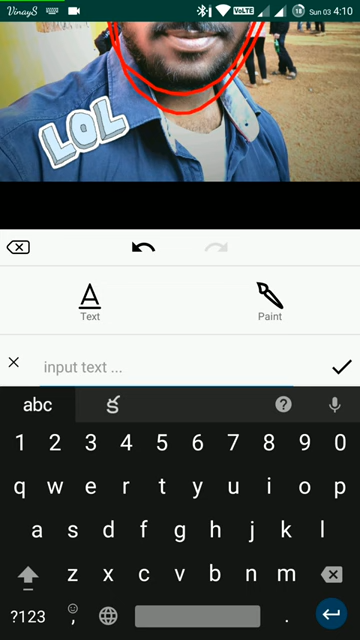 VinayS VoLTE 18 SUN 03 4:10
LOL
Text Paint
input text ...
abc క ?
1 2 3 4 5 6 7 8 9 0
q w e r t y u i o p
a s d f g h j k l
z x c v b n m
?123 , .